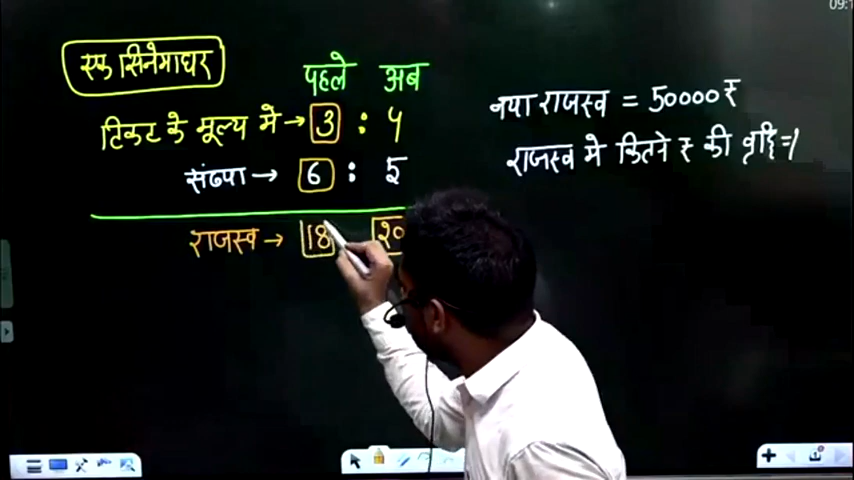 एक सिनेमाघर
पहले अब
टिकट के मूल्य में → 3 : 4
संख्या → 6 : 5
राजस्व → 18 20
नया राजस्व = 50000 ₹
राजस्व में कितने ₹ की वृद्धि = /